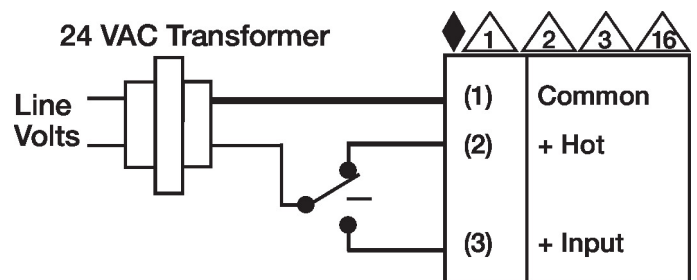 24 VAC Transformer
1 2 3 16
Line
Volts
(1) Common
(2) + Hot
(3) + Input